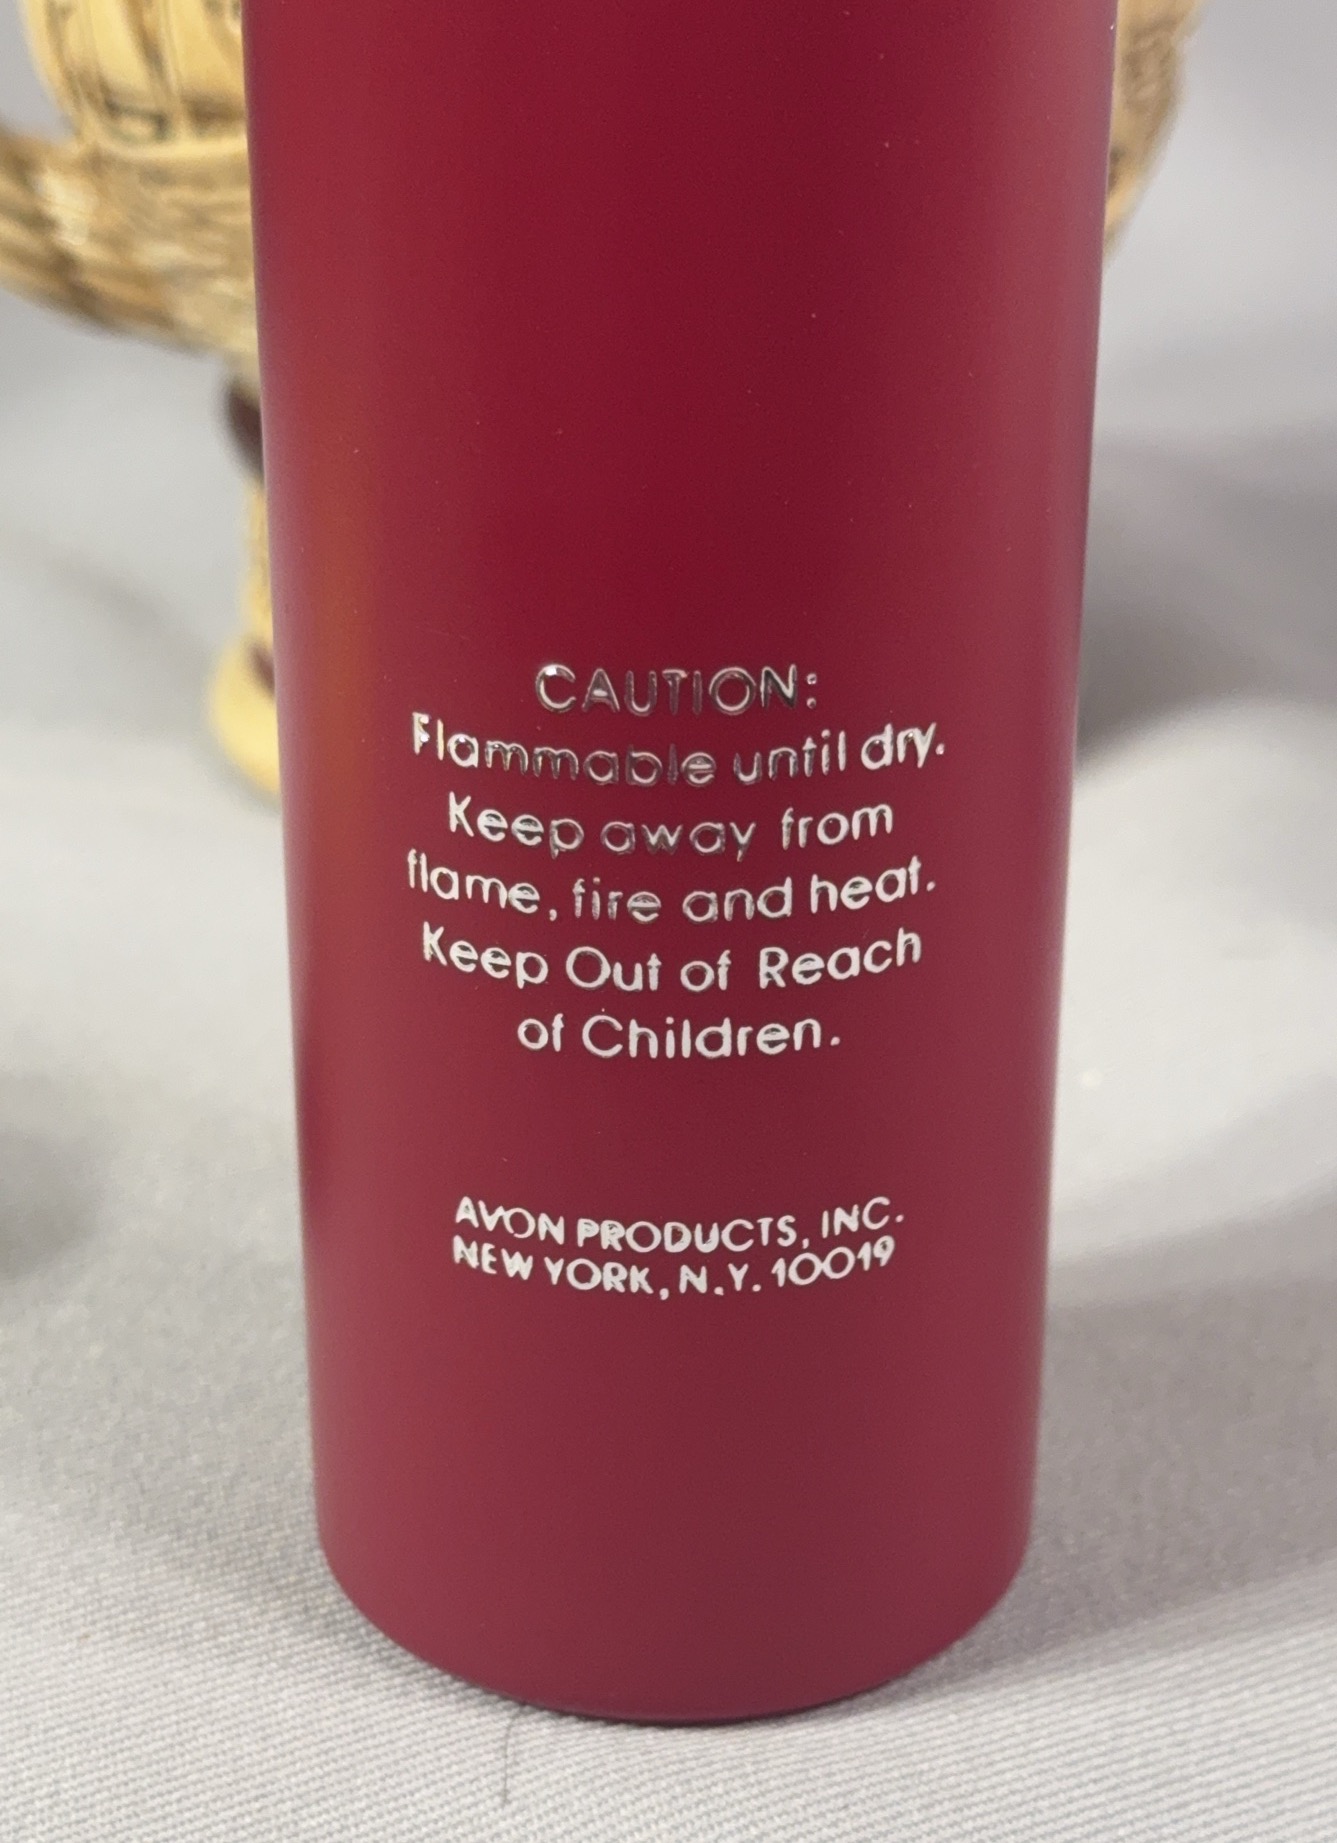 CAUTION:
Flammable until dry.
Keep away from
flame, fire and heat.
Keep Out of Reach
of Children.
AVON PRODUCTS, INC.
NEW YORK, N.Y. 10019